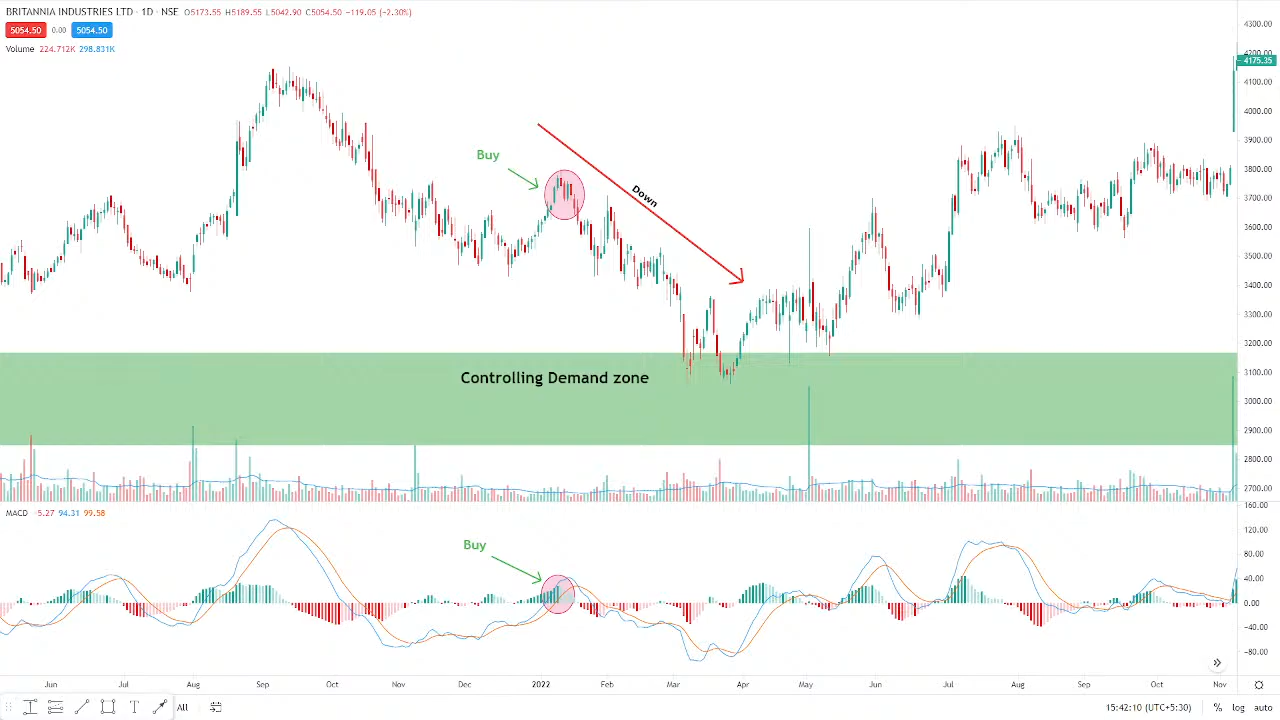 BRITANNIA INDUSTRIES LTD · 1D · NSE O5173.55 H5189.55 L5042.90 C5054.50 −119.05 (−2.30%)
5054.50 0.00 5054.50
Volume 224.712K 298.831K
4300.00
4200.00
4175.35
4100.00
4000.00
3900.00
3800.00
3700.00
3600.00
3500.00
3400.00
3300.00
3200.00
3100.00
3000.00
2900.00
2800.00
2700.00
Buy
Down
Controlling Demand zone
MACD -5.27 94.31 99.58
Buy
160.00
120.00
80.00
40.00
0.00
−40.00
−80.00
Jun Jul Aug Sep Oct Nov Dec 2022 Feb Mar Apr May Jun Jul Aug Sep Oct Nov
All
15:42:10 (UTC+5:30) % log auto